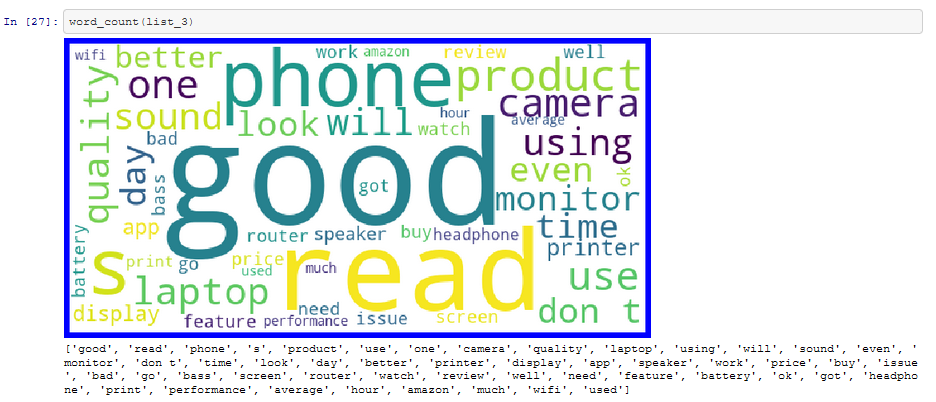 In [27]: word_count(list_3)
wifi better work amazon review well
quality one phone product
sound look will hour camera
watch average using
day bad good even ok
bass got monitor
app router speaker buy headphone time
battery s print go price used much read printer
laptop need use
display feature performance issue screen don t
['good', 'read', 'phone', 's', 'product', 'use', 'one', 'camera', 'quality', 'laptop', 'using', 'will', 'sound', 'even', '
monitor', 'don t', 'time', 'look', 'day', 'better', 'printer', 'display', 'app', 'speaker', 'work', 'price', 'buy', 'issue
', 'bad', 'go', 'bass', 'screen', 'router', 'watch', 'review', 'well', 'need', 'feature', 'battery', 'ok', 'got', 'headpho
ne', 'print', 'performance', 'average', 'hour', 'amazon', 'much', 'wifi', 'used']